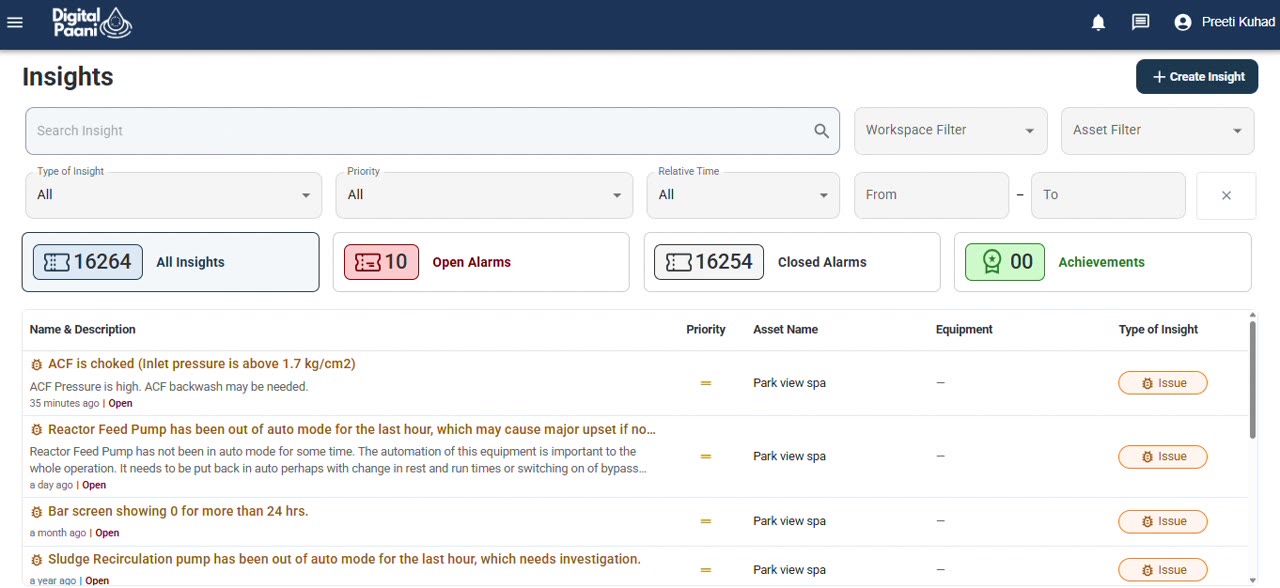 Digital
Paani
Preeti Kuhad
Insights
Create Insight
Search Insight
Workspace Filter
Asset Filter
Type of Insight
All
Priority
All
Relative Time
All
From
–
To
16264 All Insights
10 Open Alarms
16254 Closed Alarms
00 Achievements
Name & Description Priority Asset Name Equipment Type of Insight
ACF is choked (Inlet pressure is above 1.7 kg/cm2)
ACF Pressure is high. ACF backwash may be needed.
35 minutes ago | Open
Park view spa – Issue
Reactor Feed Pump has been out of auto mode for the last hour, which may cause major upset if no...
Reactor Feed Pump has not been in auto mode for some time. The automation of this equipment is important to the
whole operation. It needs to be put back in auto perhaps with change in rest and run times or switching on of bypass...
a day ago | Open
Park view spa – Issue
Bar screen showing 0 for more than 24 hrs.
a month ago | Open
Park view spa – Issue
Sludge Recirculation pump has been out of auto mode for the last hour, which needs investigation.
a year ago | Open
Park view spa – Issue